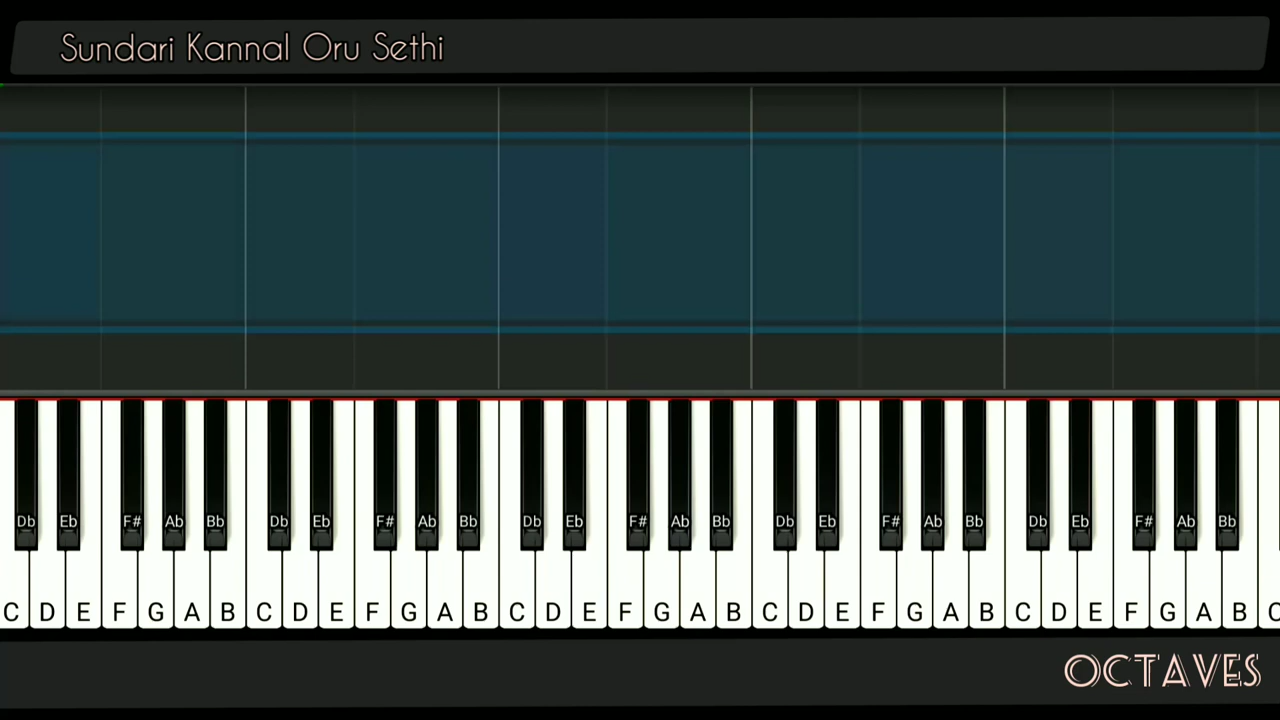 Sundari Kannal Oru Sethi
Db Eb F# Ab Bb Db Eb F# Ab Bb Db Eb F# Ab Bb Db Eb F# Ab Bb Db Eb F# Ab Bb
C D E F G A B C D E F G A B C D E F G A B C D E F G A B C D E F G A B C
OCTAVES